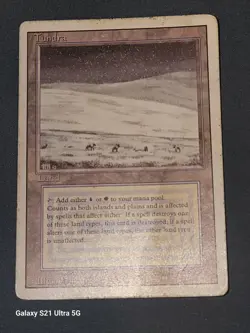 Tundra
Land
: Add either or to your mana pool.
Counts as both islands and plains and is affected
by spells that affect either. If a spell destroys one
of these land types, this card is destroyed; if a spell
alters one of these land types, the other land type
is unaffected.
Galaxy S21 Ultra 5G